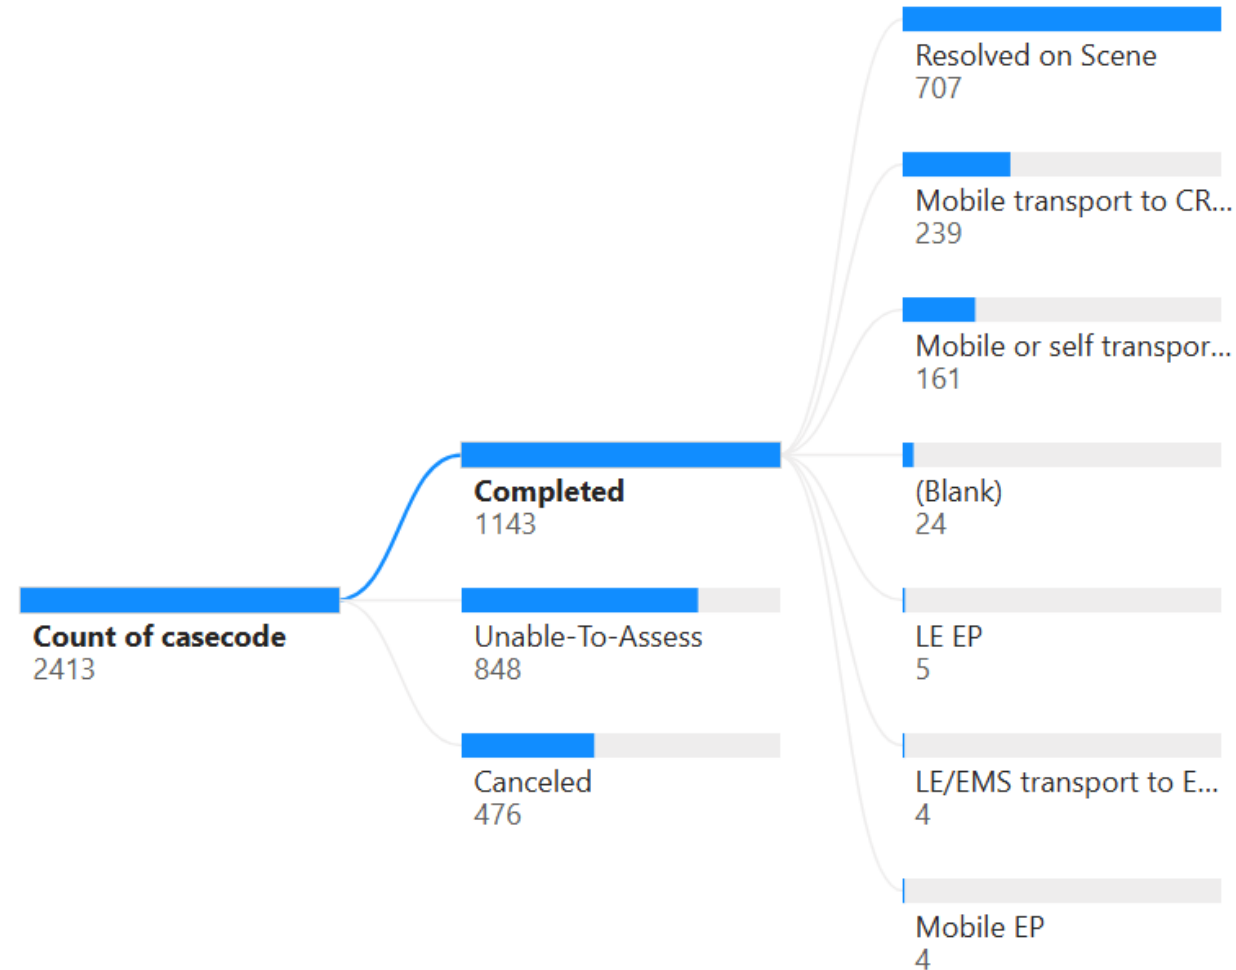 Count of casecode
2413
Completed
1143
Unable-To-Assess
848
Canceled
476
Resolved on Scene
707
Mobile transport to CR...
239
Mobile or self transpor...
161
(Blank)
24
LE EP
5
LE/EMS transport to E...
4
Mobile EP
4